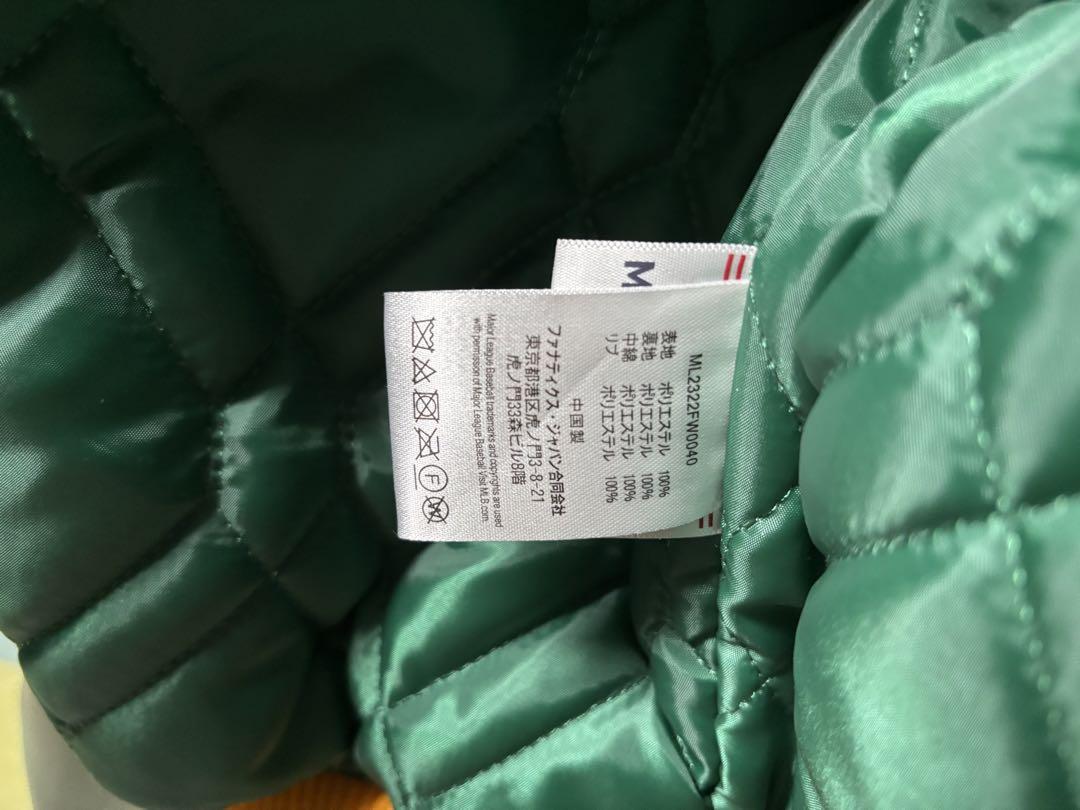 M
ML2322FW0040
表地 ポリエステル 100%
裏地 ポリエステル 100%
中綿 ポリエステル 100%
リブ ポリエステル 100%
中国製
ファナティクス・ジャパン合同会社
東京都港区虎ノ門3-8-21
虎ノ門33森ビル8階
Major League Baseball trademarks and copyrights are used
with permission of Major League Baseball Visit MLB.com.
F
W